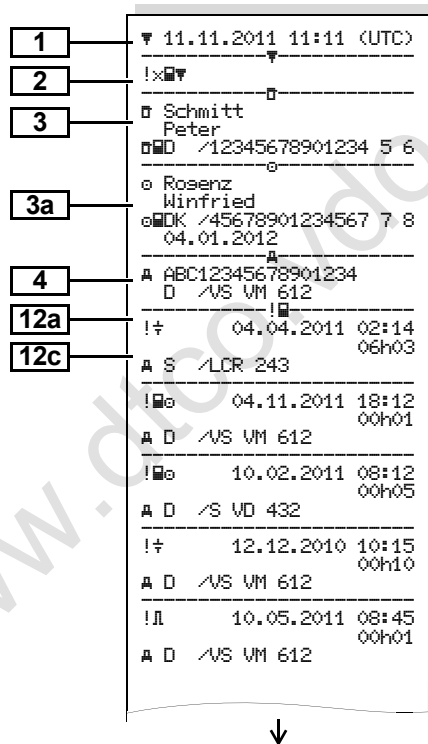 1
▼ 11.11.2011 11:11 (UTC)
2
!x▼
3
Schmitt
Peter
D /12345678901234 5 6
3a
Rogenz
Winfried
DK /45678901234567 7 8
04.01.2012
4
A ABC12345678901234
D /VS VM 612
12a
!÷ 04.04.2011 02:14
06h03
12c
A S /LCR 243
! 04.11.2011 18:12
00h01
A D /VS VM 612
! 10.02.2011 08:12
00h05
A D /S VD 432
!÷ 12.12.2010 10:15
00h10
A D /VS VM 612
!Л 10.05.2011 08:45
00h01
A D /VS VM 612